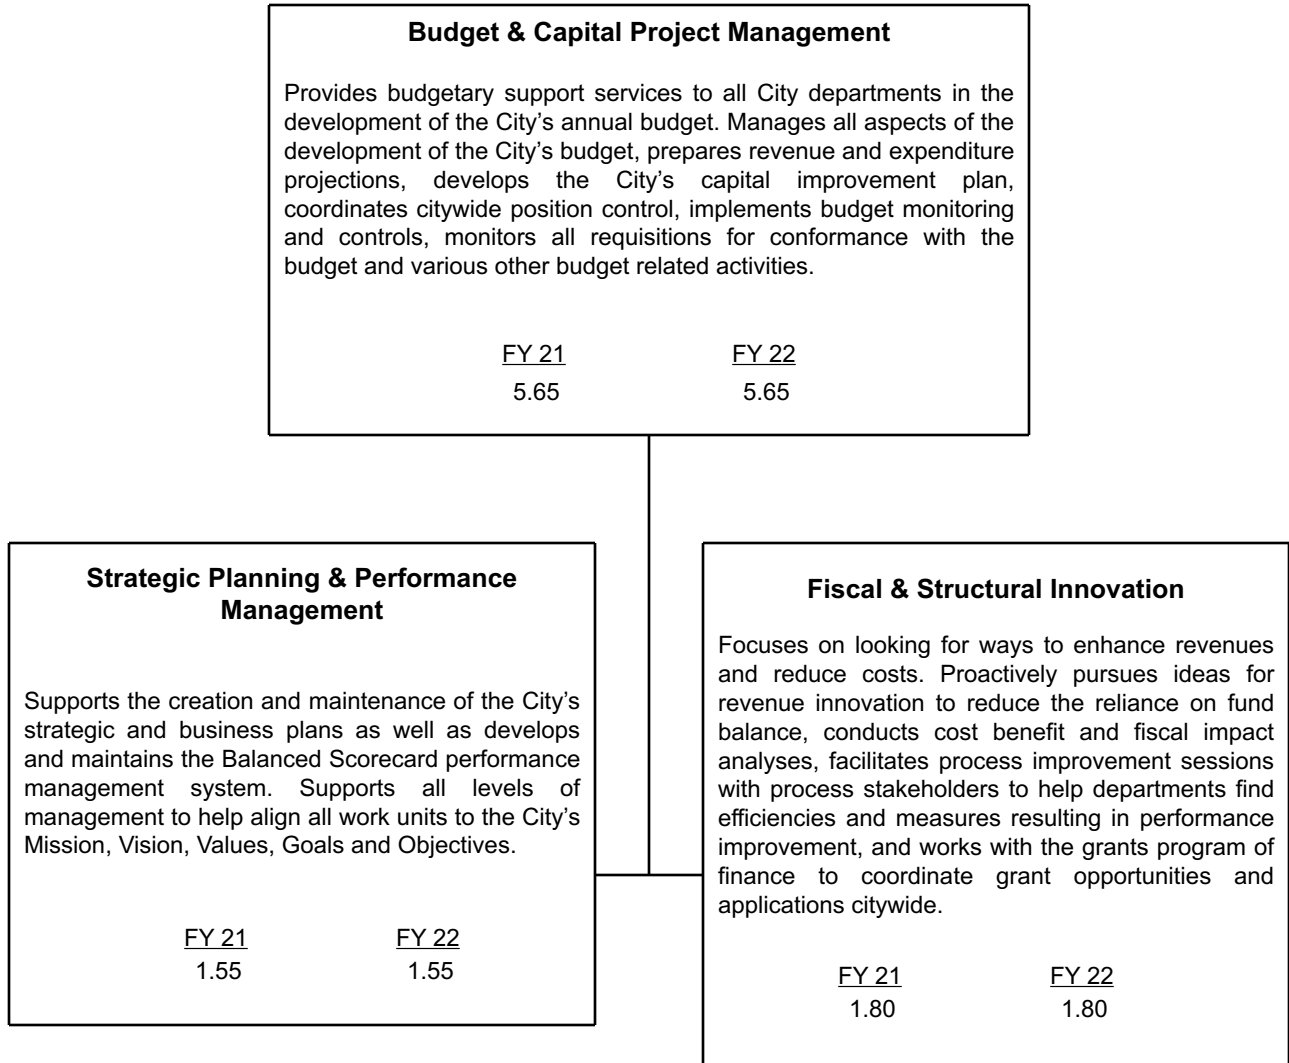 Budget & Capital Project Management
Provides budgetary support services to all City departments in the
development of the City’s annual budget. Manages all aspects of the
development of the City’s budget, prepares revenue and expenditure
projections, develops the City’s capital improvement plan,
coordinates citywide position control, implements budget monitoring
and controls, monitors all requisitions for conformance with the
budget and various other budget related activities.
FY 21 FY 22
5.65 5.65
Strategic Planning & Performance
Management
Supports the creation and maintenance of the City’s
strategic and business plans as well as develops
and maintains the Balanced Scorecard performance
management system. Supports all levels of
management to help align all work units to the City’s
Mission, Vision, Values, Goals and Objectives.
FY 21 FY 22
1.55 1.55
Fiscal & Structural Innovation
Focuses on looking for ways to enhance revenues
and reduce costs. Proactively pursues ideas for
revenue innovation to reduce the reliance on fund
balance, conducts cost benefit and fiscal impact
analyses, facilitates process improvement sessions
with process stakeholders to help departments find
efficiencies and measures resulting in performance
improvement, and works with the grants program of
finance to coordinate grant opportunities and
applications citywide.
FY 21 FY 22
1.80 1.80